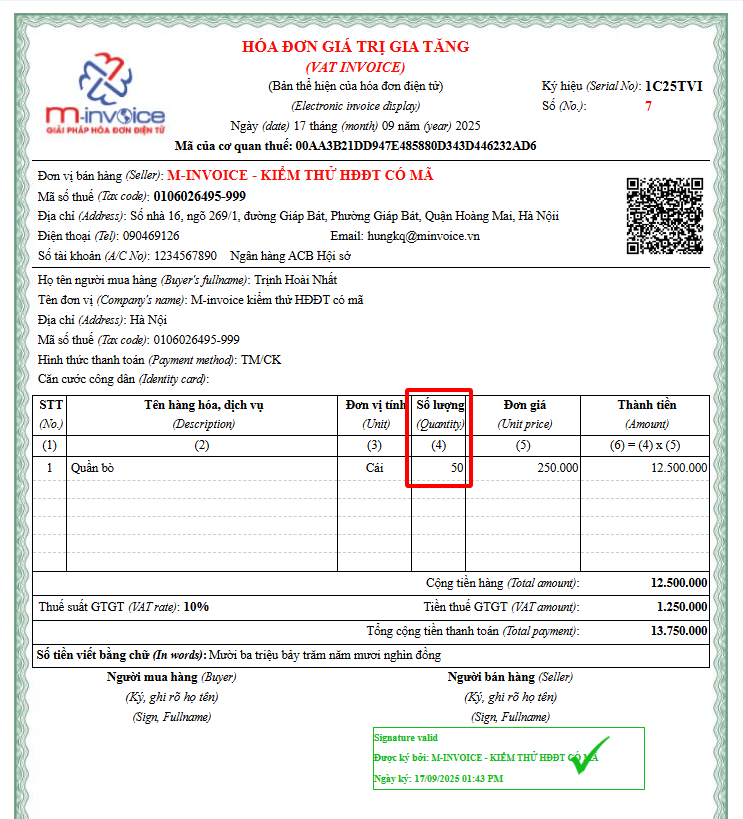 HÓA ĐƠN GIÁ TRỊ GIA TĂNG
(VAT INVOICE)
(Bản thể hiện của hóa đơn điện tử)
(Electronic invoice display)
Ngày (date) 17 tháng (month) 09 năm (year) 2025
Mã của cơ quan thuế: 00AA3B21DD947E485880D343D446232AD6
Ký hiệu (Serial No): 1C25TVI
Số (No.): 7
m-invoice
GIẢI PHÁP HÓA ĐƠN ĐIỆN TỬ
Đơn vị bán hàng (Seller): M-INVOICE - KIỂM THỬ HĐĐT CÓ MÃ
Mã số thuế (Tax code): 0106026495-999
Địa chỉ (Address): Số nhà 16, ngõ 269/1, đường Giáp Bát, Phường Giáp Bát, Quận Hoàng Mai, Hà Nội
Điện thoại (Tel): 090469126 Email: hungkq@minvoice.vn
Số tài khoản (A/C No): 1234567890 Ngân hàng ACB Hội sở
Họ tên người mua hàng (Buyer's fullname): Trịnh Hoài Nhất
Tên đơn vị (Company's name): M-invoice kiểm thử HĐĐT có mã
Địa chỉ (Address): Hà Nội
Mã số thuế (Tax code): 0106026495-999
Hình thức thanh toán (Payment method): TM/CK
Căn cước công dân (Identity card):
STT Tên hàng hóa, dịch vụ Đơn vị tính Số lượng Đơn giá Thành tiền
(No.) (Description) (Unit) (Quantity) (Unit price) (Amount)
(1) (2) (3) (4) (5) (6) = (4) x (5)
1 Quần bò Cái 50 250.000 12.500.000
Cộng tiền hàng (Total amount): 12.500.000
Thuế suất GTGT (VAT rate): 10% Tiền thuế GTGT (VAT amount): 1.250.000
Tổng cộng tiền thanh toán (Total payment): 13.750.000
Số tiền viết bằng chữ (In words): Mười ba triệu bảy trăm năm mươi nghìn đồng
Người mua hàng (Buyer) Người bán hàng (Seller)
(Ký, ghi rõ họ tên) (Ký, ghi rõ họ tên)
(Sign, Fullname) (Sign, Fullname)
Signature valid
Được ký bởi: M-INVOICE - KIỂM THỬ HĐĐT CÓ MÃ
Ngày ký: 17/09/2025 01:43 PM